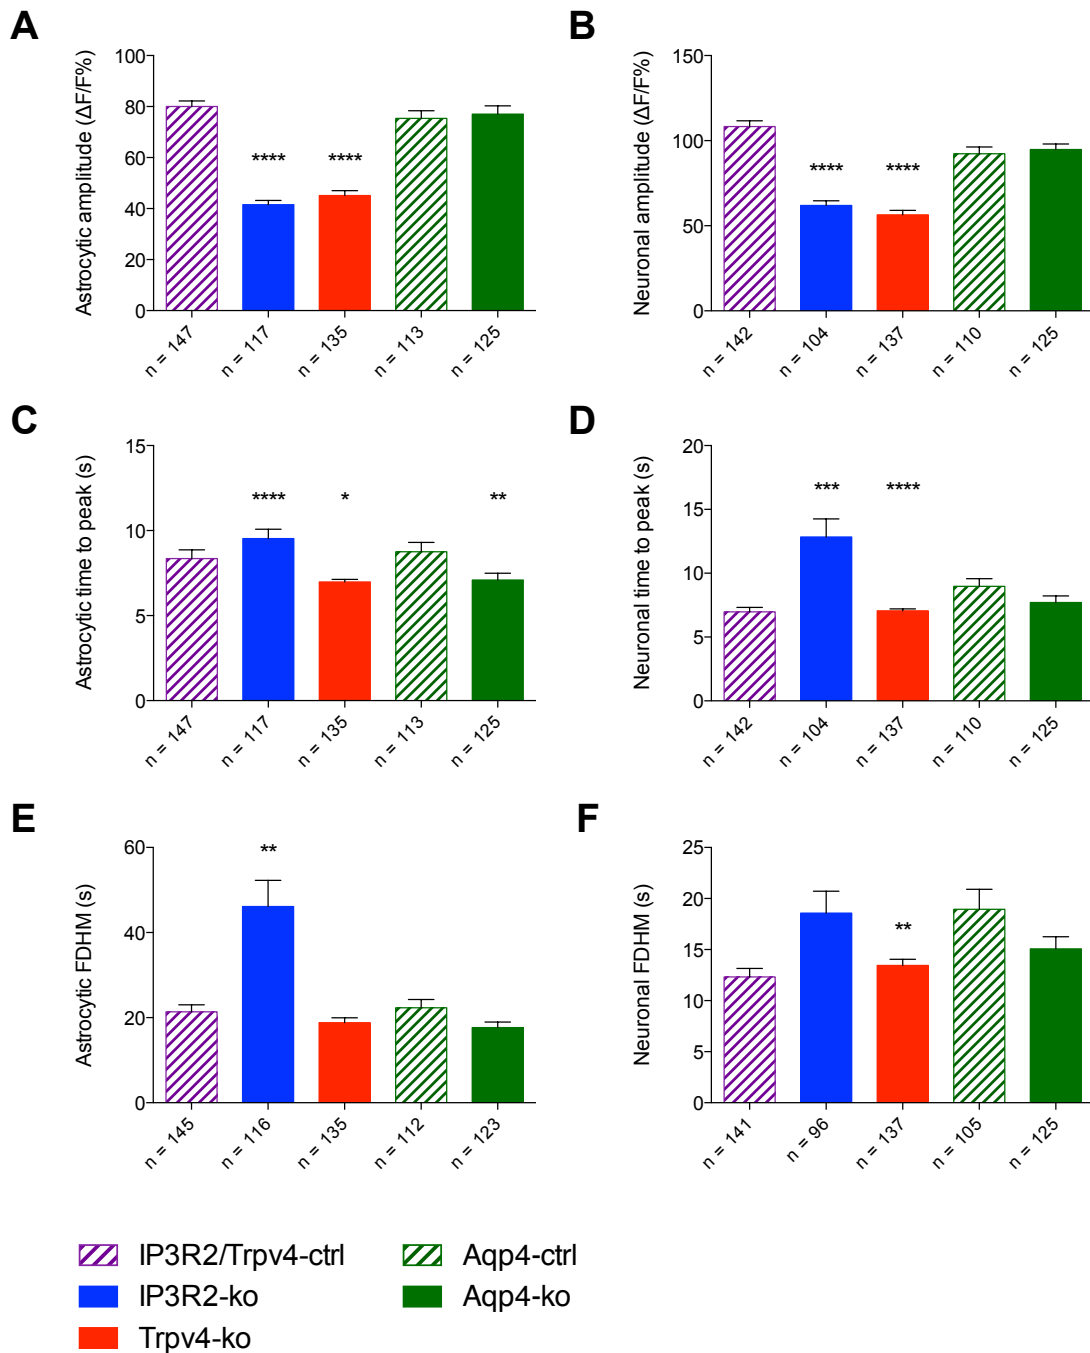 A
Astrocytic amplitude (ΔF/F%)
100
80
60
40
20
0
****
****
n = 147
n = 117
n = 135
n = 113
n = 125
B
Neuronal amplitude (ΔF/F%)
150
100
50
0
****
****
n = 142
n = 104
n = 137
n = 110
n = 125
C
Astrocytic time to peak (s)
15
10
5
0
****
*
**
n = 147
n = 117
n = 135
n = 113
n = 125
D
Neuronal time to peak (s)
20
15
10
5
0
***
****
n = 142
n = 104
n = 137
n = 110
n = 125
E
Astrocytic FDHM (s)
60
40
20
0
**
n = 145
n = 116
n = 135
n = 112
n = 123
F
Neuronal FDHM (s)
25
20
15
10
5
0
**
n = 141
n = 96
n = 137
n = 105
n = 125
IP3R2/Trpv4-ctrl
IP3R2-ko
Trpv4-ko
Aqp4-ctrl
Aqp4-ko